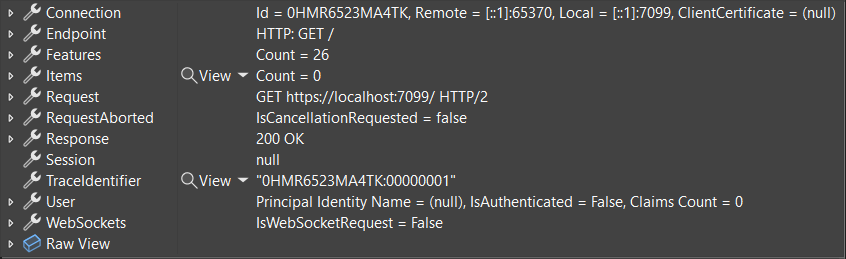 Connection Id = 0HMR6523MA4TK, Remote = [::1]:65370, Local = [::1]:7099, ClientCertificate = (null)
Endpoint HTTP: GET /
Features Count = 26
Items View Count = 0
Request GET https://localhost:7099/ HTTP/2
RequestAborted IsCancellationRequested = false
Response 200 OK
Session null
TraceIdentifier View "0HMR6523MA4TK:00000001"
User Principal Identity Name = (null), IsAuthenticated = False, Claims Count = 0
WebSockets IsWebSocketRequest = False
Raw View